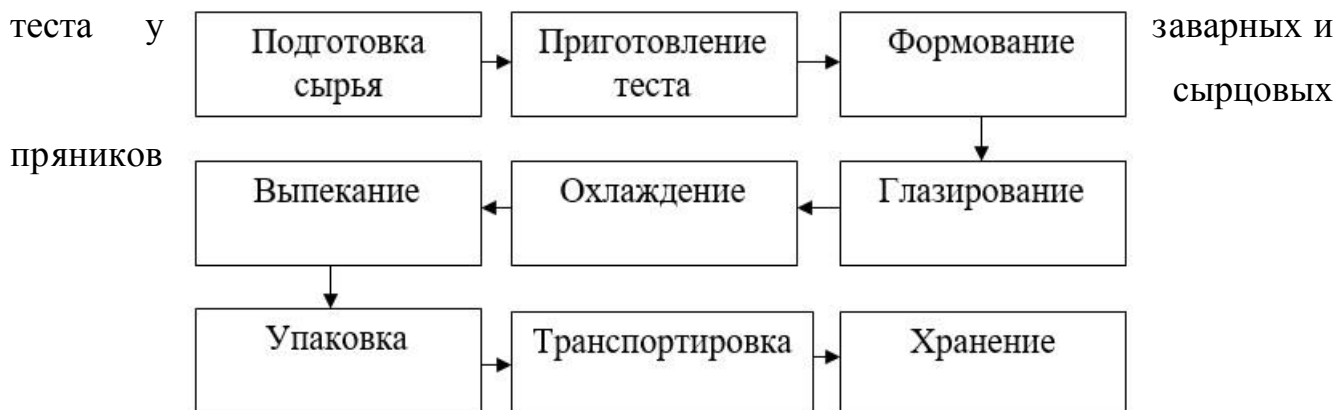 теста у
заварных и
сырцовых
пряников
Подготовка
сырья
Приготовление
теста
Формование
Глазирование
Охлаждение
Выпекание
Упаковка
Транспортировка
Хранение